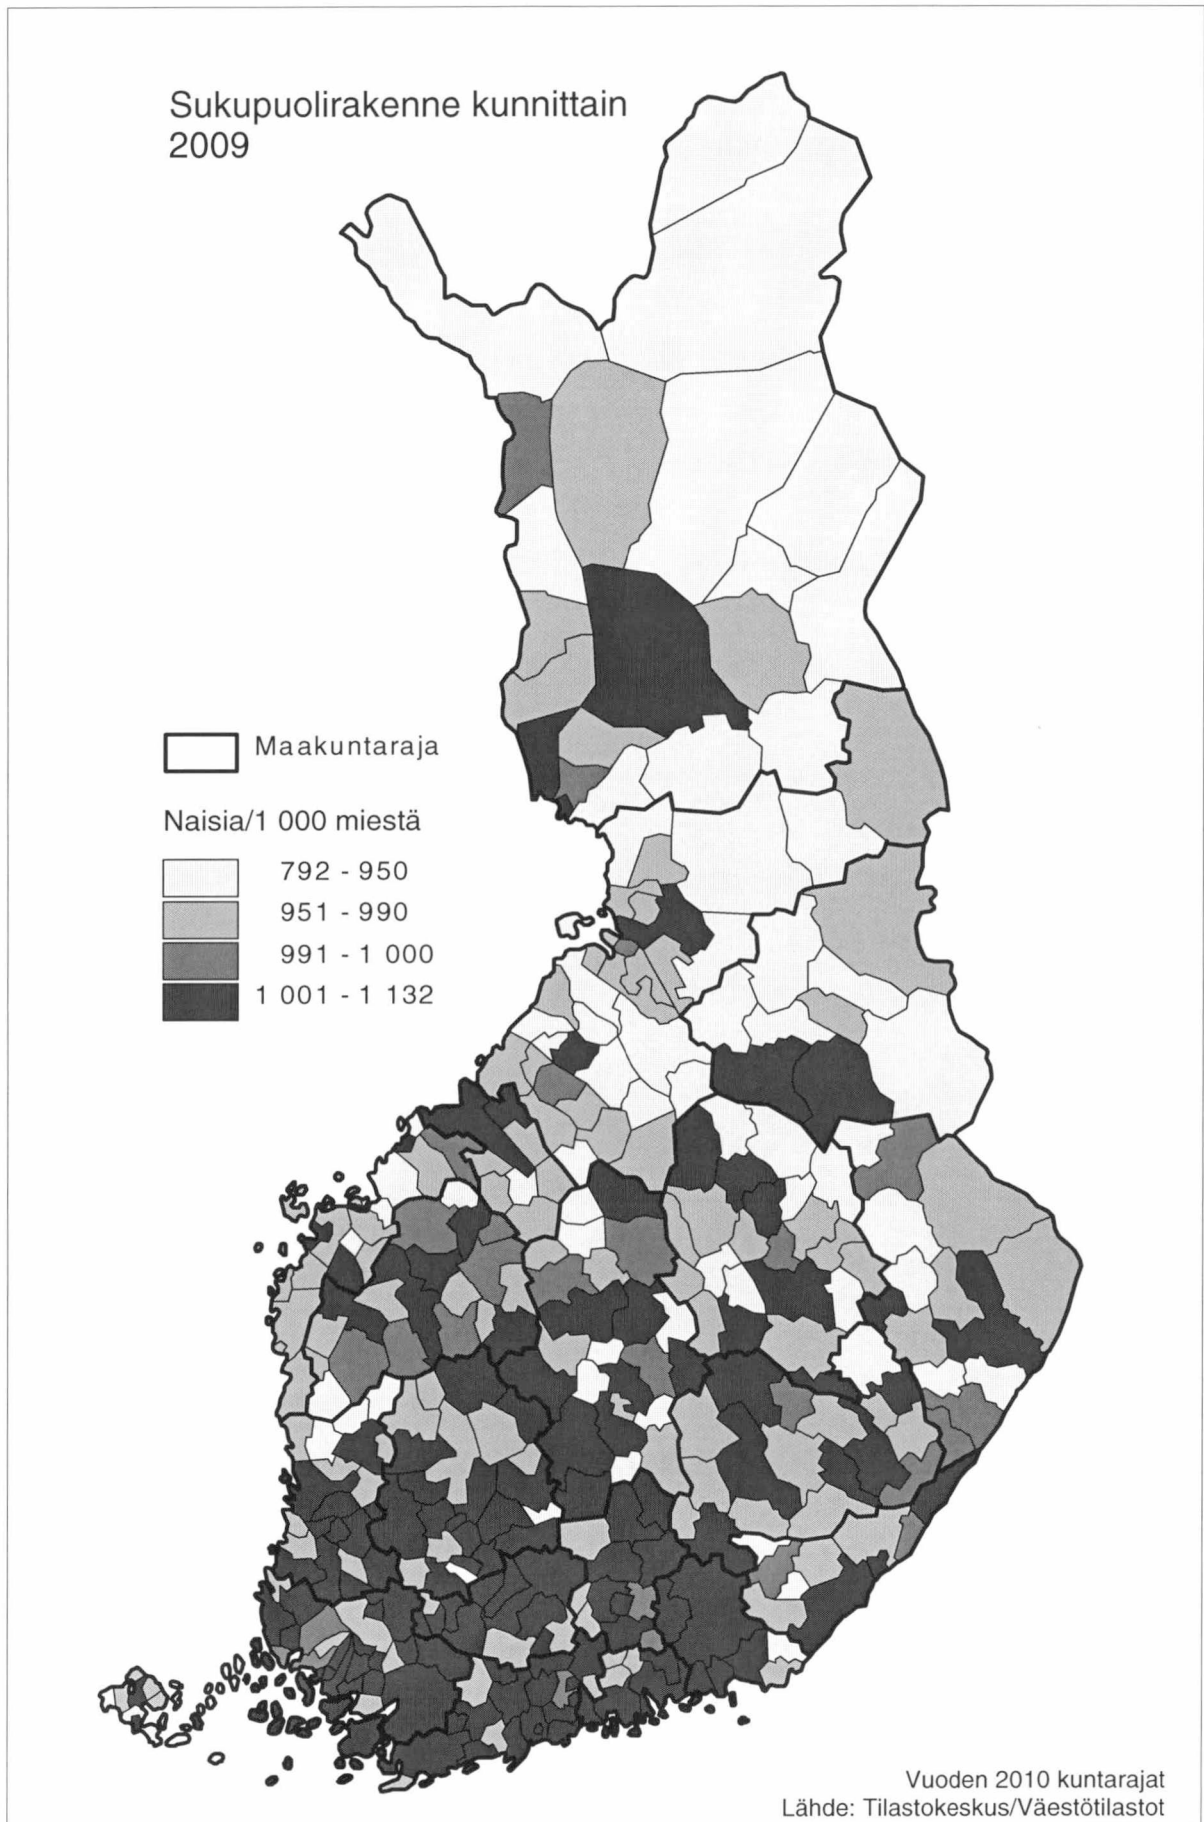 Sukupuolirakenne kunnittain
2009
Maakuntaraja
Naisia/1 000 miestä
792 - 950
951 - 990
991 - 1 000
1 001 - 1 132
Vuoden 2010 kuntarajat
Lähde: Tilastokeskus/Väestötilastot